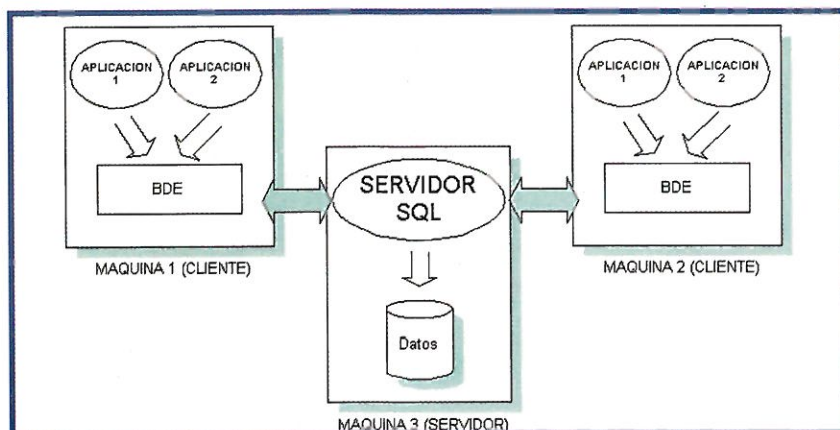 APLICACION
1
APLICACION
2
BDE
MAQUINA 1 (CLIENTE)
SERVIDOR
SQL
Datos
MAQUINA 3 (SERVIDOR)
APLICACION
1
APLICACION
2
BDE
MAQUINA 2 (CLIENTE)